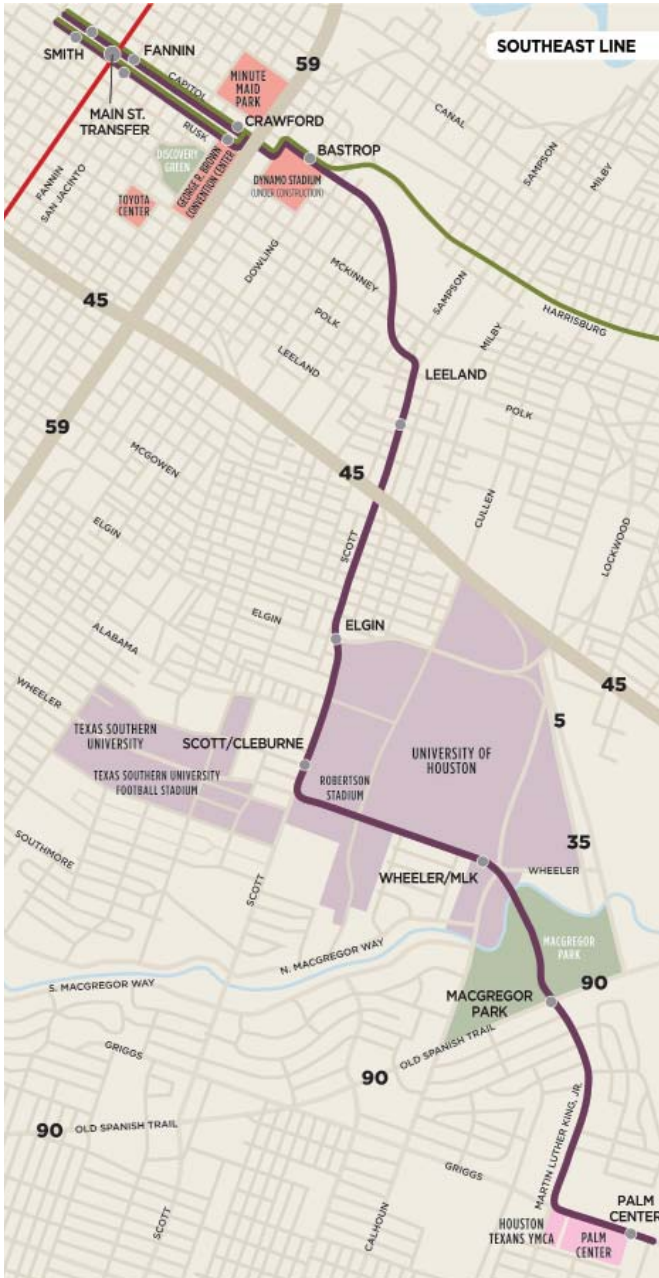 SOUTHEAST LINE
59
SMITH
FANNIN
CAPITOL
MINUTE
MAID
PARK
MAIN ST.
TRANSFER
RUSK
CRAWFORD
CANAL
BASTROP
SAMPSON
MILBY
FANNIN
SAN JACINTO
DISCOVERY
GREEN
GEORGE R. BROWN
CONVENTION CENTER
DYNAMO STADIUM
(UNDER CONSTRUCTION)
TOYOTA
CENTER
DOWLING
MCKINNEY
SAMPSON
HARRISBURG
45
POLK
MILBY
LEELAND
LEELAND
POLK
59
MCGOWEN
45
CULLEN
SCOTT
LOCKWOOD
ELGIN
ELGIN
ELGIN
ALABAMA
WHEELER
45
TEXAS SOUTHERN
UNIVERSITY
SCOTT/CLEBURNE
5
UNIVERSITY OF
HOUSTON
TEXAS SOUTHERN UNIVERSITY
FOOTBALL STADIUM
ROBERTSON
STADIUM
35
SOUTHMORE
WHEELER/MLK
WHEELER
SCOTT
N. MACGREGOR WAY
MACGREGOR
PARK
S. MACGREGOR WAY
90
MACGREGOR
PARK
OLD SPANISH TRAIL
GRIGGS
90
90
OLD SPANISH TRAIL
MARTIN LUTHER KING, JR.
GRIGGS
SCOTT
CALHOUN
PALM
CENTER
HOUSTON
TEXANS YMCA
PALM
CENTER